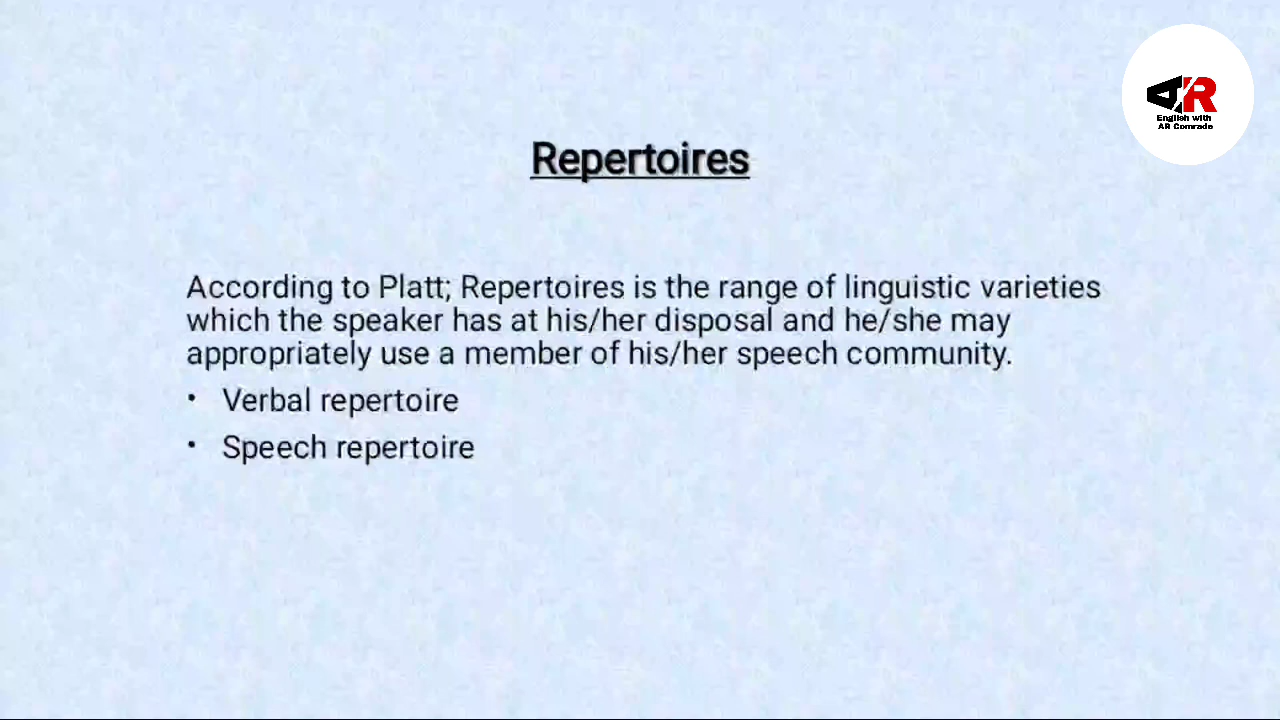 AR
English with
AR Comrade
Repertoires
According to Platt; Repertoires is the range of linguistic varieties
which the speaker has at his/her disposal and he/she may
appropriately use a member of his/her speech community.
• Verbal repertoire
• Speech repertoire